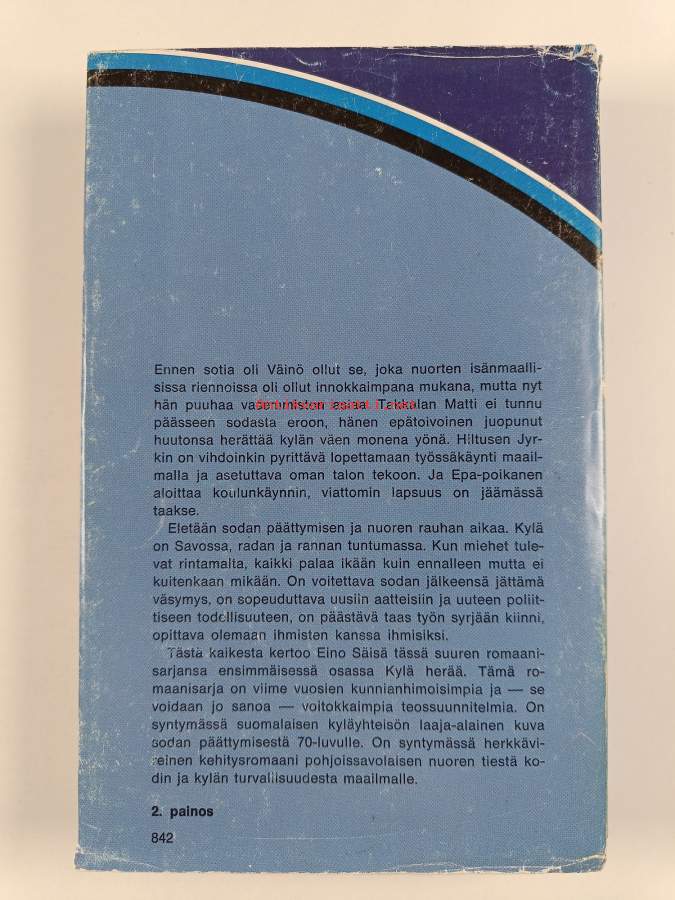 Ennen sotia oli Väinö ollut se, joka nuorten isänmaalli-
sissa riennoissa oli ollut innokkaimpana mukana, mutta nyt
hän puuhaa vasemmiston asiaa. Takkalan Matti ei tunnu
päässeen sodasta eroon, hänen epätoivoinen juopunut
huutonsa herättää kylän väen monena yönä. Hiltusen Jyr-
kin on vihdoinkin pyrittävä lopettamaan työssäkäynti maail-
malla ja asetuttava oman talon tekoon. Ja Epa-poikanen
aloittaa koulunkäynnin, viattomin lapsuus on jäämässä
taakse.
Eletään sodan päättymisen ja nuoren rauhan aikaa. Kylä
on Savossa, radan ja rannan tuntumassa. Kun miehet tule-
vat rintamalta, kaikki palaa ikään kuin ennalleen mutta ei
kuitenkaan mikään. On voitettava sodan jälkeensä jättämä
väsymys, on sopeuduttava uusiin aatteisiin ja uuteen poliit-
tiseen todellisuuteen, on päästävä taas työn syrjään kiinni,
opittava olemaan ihmisten kanssa ihmisiksi.
Tästä kaikesta kertoo Eino Säisä tässä suuren romaani-
sarjansa ensimmäisessä osassa Kylä herää. Tämä ro-
maanisarja on viime vuosien kunnianhimoisimpia ja — se
voidaan jo sanoa — voitokkaimpia teossuunnitelmia. On
syntymässä suomalaisen kyläyhteisön laaja-alainen kuva
sodan päättymisestä 70-luvulle. On syntymässä herkkävi-
reinen kehitysromaani pohjoissavolaisen nuoren tiestä ko-
din ja kylän turvallisuudesta maailmalle.
2. painos
842